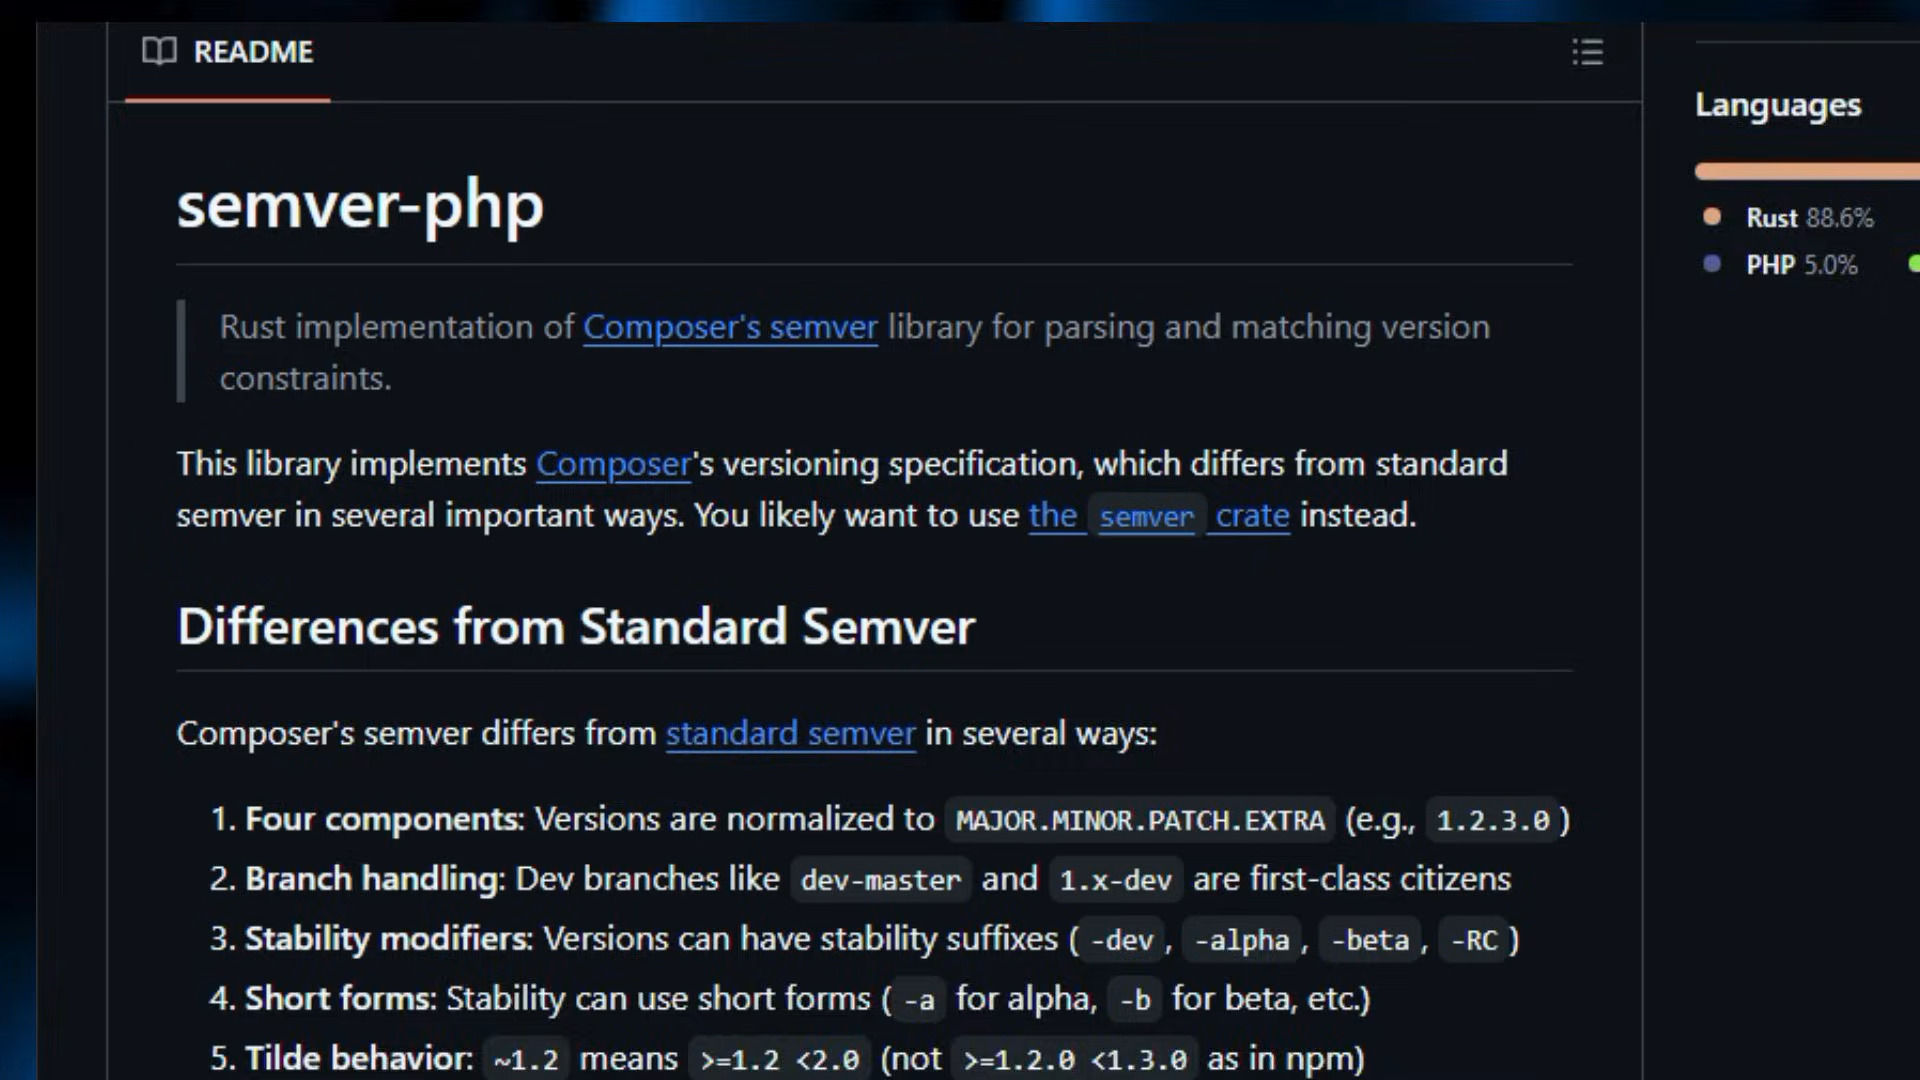 README
semver-php
Rust implementation of Composer's semver library for parsing and matching version
constraints.
This library implements Composer's versioning specification, which differs from standard
semver in several important ways. You likely want to use the semver crate instead.
Differences from Standard Semver
Composer's semver differs from standard semver in several ways:
1. Four components: Versions are normalized to MAJOR.MINOR.PATCH.EXTRA (e.g., 1.2.3.0)
2. Branch handling: Dev branches like dev-master and 1.x-dev are first-class citizens
3. Stability modifiers: Versions can have stability suffixes (-dev, -alpha, -beta, -RC)
4. Short forms: Stability can use short forms (-a for alpha, -b for beta, etc.)
5. Tilde behavior: ~1.2 means >=1.2 <2.0 (not >=1.2.0 <1.3.0 as in npm)
Languages
Rust 88.6%
PHP 5.0%